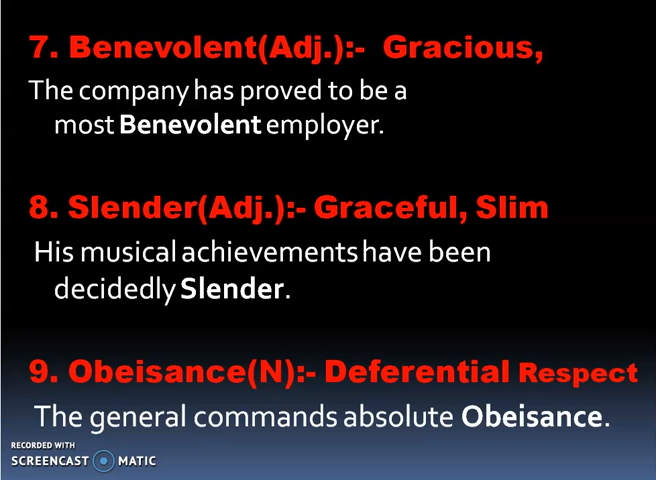 7. Benevolent(Adj.):- Gracious,
The company has proved to be a
most Benevolent employer.
8. Slender(Adj.):- Graceful, Slim
His musical achievements have been
decidedly Slender.
9. Obeisance(N):- Deferential Respect
The general commands absolute Obeisance.
RECORDED WITH
SCREENCAST MATIC